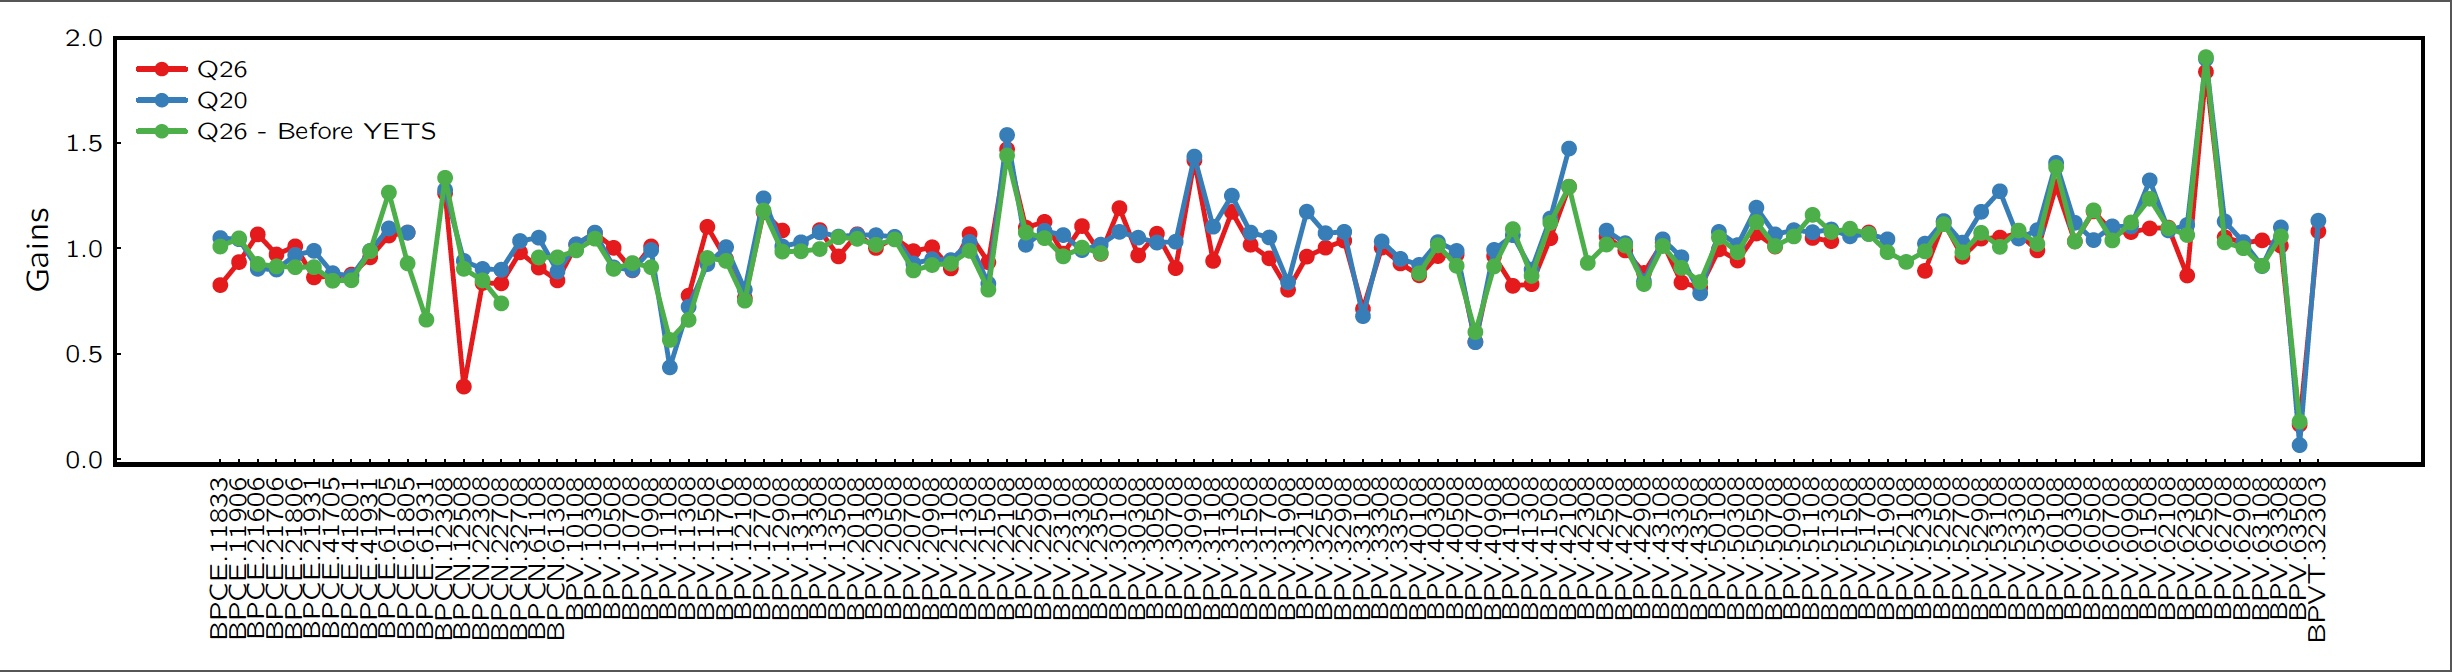 2.0
1.5
1.0
0.5
0.0
Gains
Q26
Q20
Q26 - Before YETS
BPCE.11833
BPCE.11906
BPCE.21606
BPCE.21706
BPCE.21806
BPCE.21931
BPCE.41705
BPCE.41801
BPCE.41931
BPCE.61705
BPCE.61805
BPCE.61931
BPCN.12308
BPCN.12508
BPCN.22308
BPCN.22708
BPCN.32708
BPCN.61108
BPCN.61308
BPV.10108
BPV.10308
BPV.10508
BPV.10708
BPV.10908
BPV.11108
BPV.11308
BPV.11508
BPV.11706
BPV.12108
BPV.12708
BPV.12908
BPV.13108
BPV.13308
BPV.13508
BPV.20108
BPV.20308
BPV.20508
BPV.20708
BPV.20908
BPV.21108
BPV.21308
BPV.21508
BPV.22108
BPV.22508
BPV.22908
BPV.23108
BPV.23308
BPV.23508
BPV.30108
BPV.30308
BPV.30508
BPV.30708
BPV.30908
BPV.31108
BPV.31308
BPV.31508
BPV.31708
BPV.31908
BPV.32108
BPV.32508
BPV.32908
BPV.33108
BPV.33308
BPV.33508
BPV.40108
BPV.40308
BPV.40508
BPV.40708
BPV.40908
BPV.41108
BPV.41308
BPV.41508
BPV.42108
BPV.42308
BPV.42508
BPV.42708
BPV.42908
BPV.43108
BPV.43308
BPV.43508
BPV.50108
BPV.50308
BPV.50508
BPV.50708
BPV.50908
BPV.51108
BPV.51308
BPV.51508
BPV.51708
BPV.51908
BPV.52108
BPV.52308
BPV.52508
BPV.52708
BPV.52908
BPV.53108
BPV.53308
BPV.53508
BPV.60108
BPV.60308
BPV.60508
BPV.60708
BPV.60908
BPV.61508
BPV.62108
BPV.62308
BPV.62508
BPV.62708
BPV.62908
BPV.63108
BPV.63308
BPV.63508
BPVT.32303